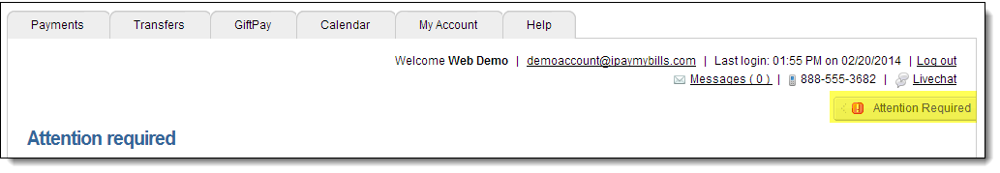 Payments Transfers GiftPay Calendar My Account Help
Welcome Web Demo | demoaccount@ipaymybills.com | Last login: 01:55 PM on 02/20/2014 | Log out
Messages ( 0 ) | 888-555-3682 | Livechat
Attention Required
Attention required